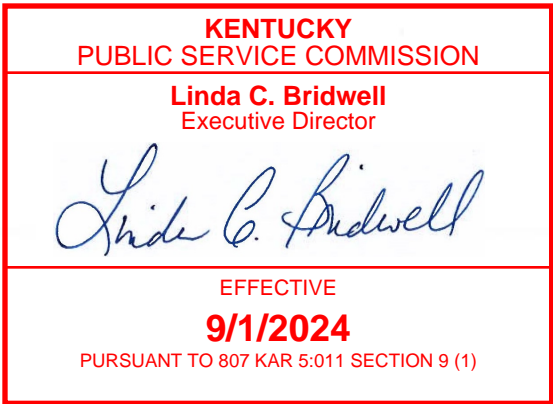 KENTUCKY
PUBLIC SERVICE COMMISSION
Linda C. Bridwell
Executive Director
Linda C. Bridwell
EFFECTIVE
9/1/2024
PURSUANT TO 807 KAR 5:011 SECTION 9 (1)